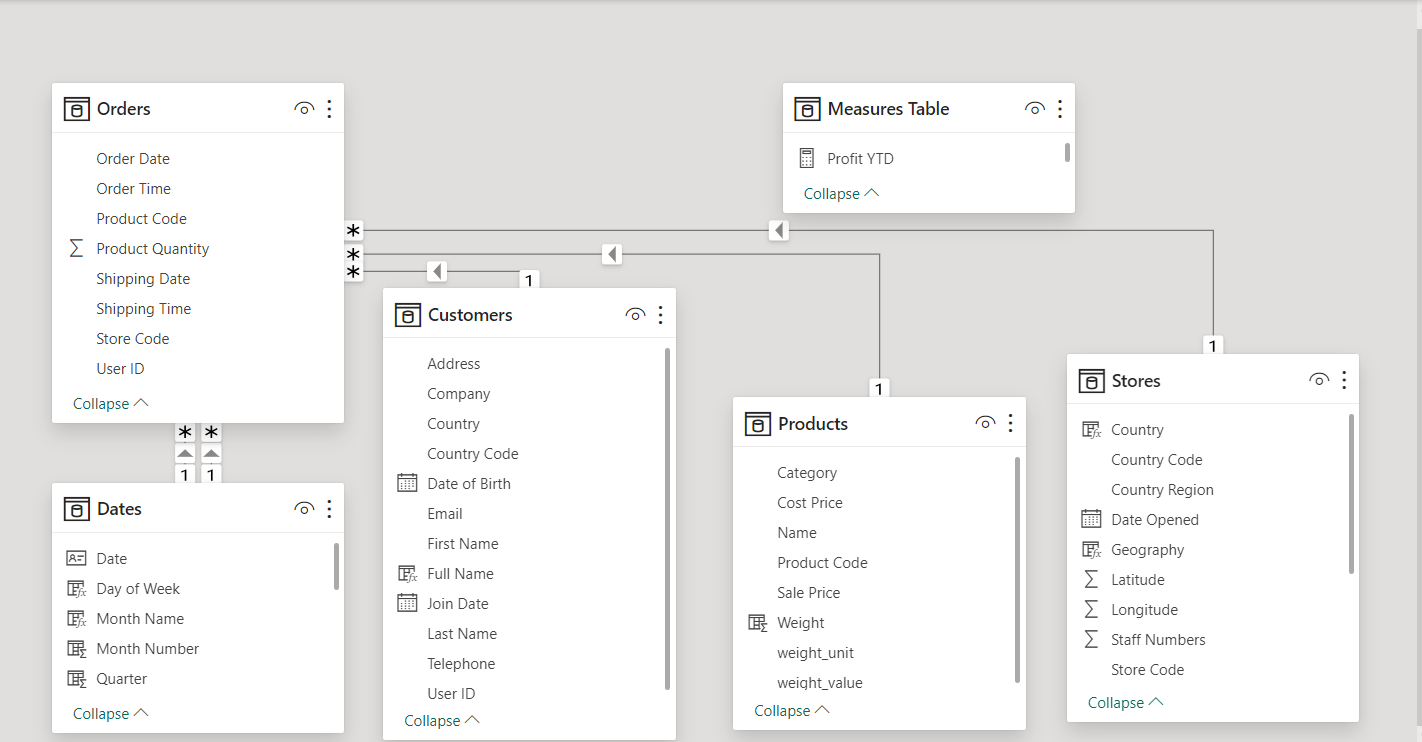 Orders
Order Date
Order Time
Product Code
Product Quantity
Shipping Date
Shipping Time
Store Code
User ID
Collapse
Measures Table
Profit YTD
Collapse
*
*
*
1
1
1
*
*
1
1
Customers
Address
Company
Country
Country Code
Date of Birth
Email
First Name
Full Name
Join Date
Last Name
Telephone
User ID
Collapse
Products
Category
Cost Price
Name
Product Code
Sale Price
Weight
weight_unit
weight_value
Collapse
Stores
Country
Country Code
Country Region
Date Opened
Geography
Latitude
Longitude
Staff Numbers
Store Code
Collapse
Dates
Date
Day of Week
Month Name
Month Number
Quarter
Collapse